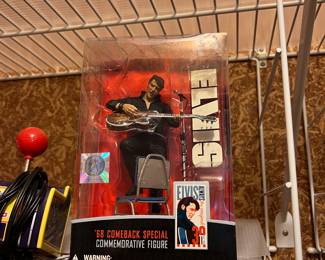 ELVIS
ELVIS
'68 COMEBACK SPECIAL
COMMEMORATIVE FIGURE
WARNING: